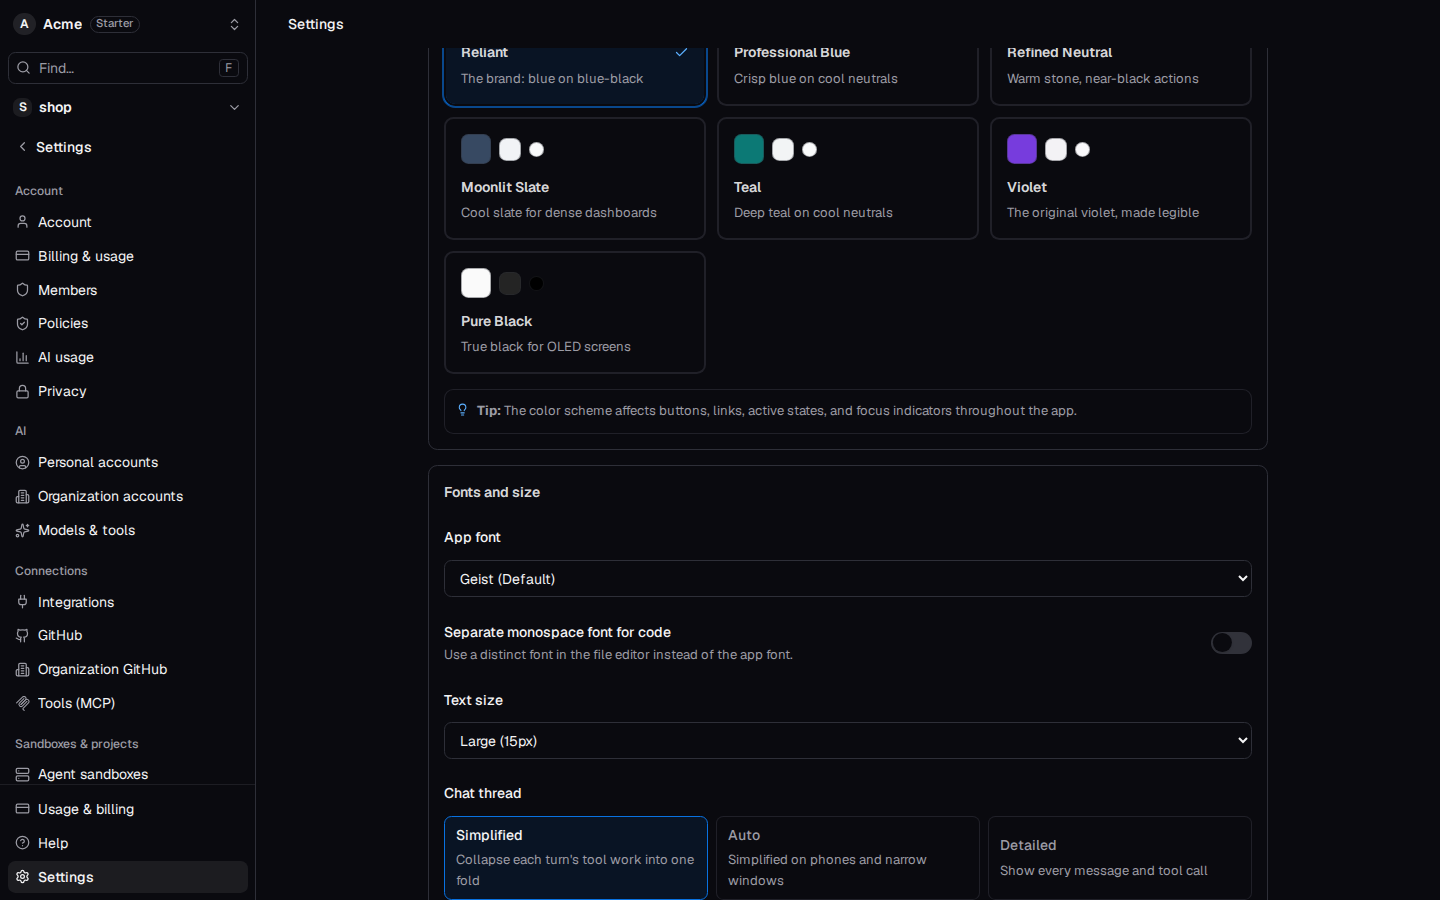 A Acme Starter
Find... F
S shop
Settings
Account
Account
Billing & usage
Members
Policies
AI usage
Privacy
AI
Personal accounts
Organization accounts
Models & tools
Connections
Integrations
GitHub
Organization GitHub
Tools (MCP)
Sandboxes & projects
Agent sandboxes
Usage & billing
Help
Settings
Settings
Reliant
The brand: blue on blue-black
Professional Blue
Crisp blue on cool neutrals
Refined Neutral
Warm stone, near-black actions
Moonlit Slate
Cool slate for dense dashboards
Teal
Deep teal on cool neutrals
Violet
The original violet, made legible
Pure Black
True black for OLED screens
Tip: The color scheme affects buttons, links, active states, and focus indicators throughout the app.
Fonts and size
App font
Geist (Default)
Separate monospace font for code
Use a distinct font in the file editor instead of the app font.
Text size
Large (15px)
Chat thread
Simplified
Collapse each turn's tool work into one
fold
Auto
Simplified on phones and narrow
windows
Detailed
Show every message and tool call